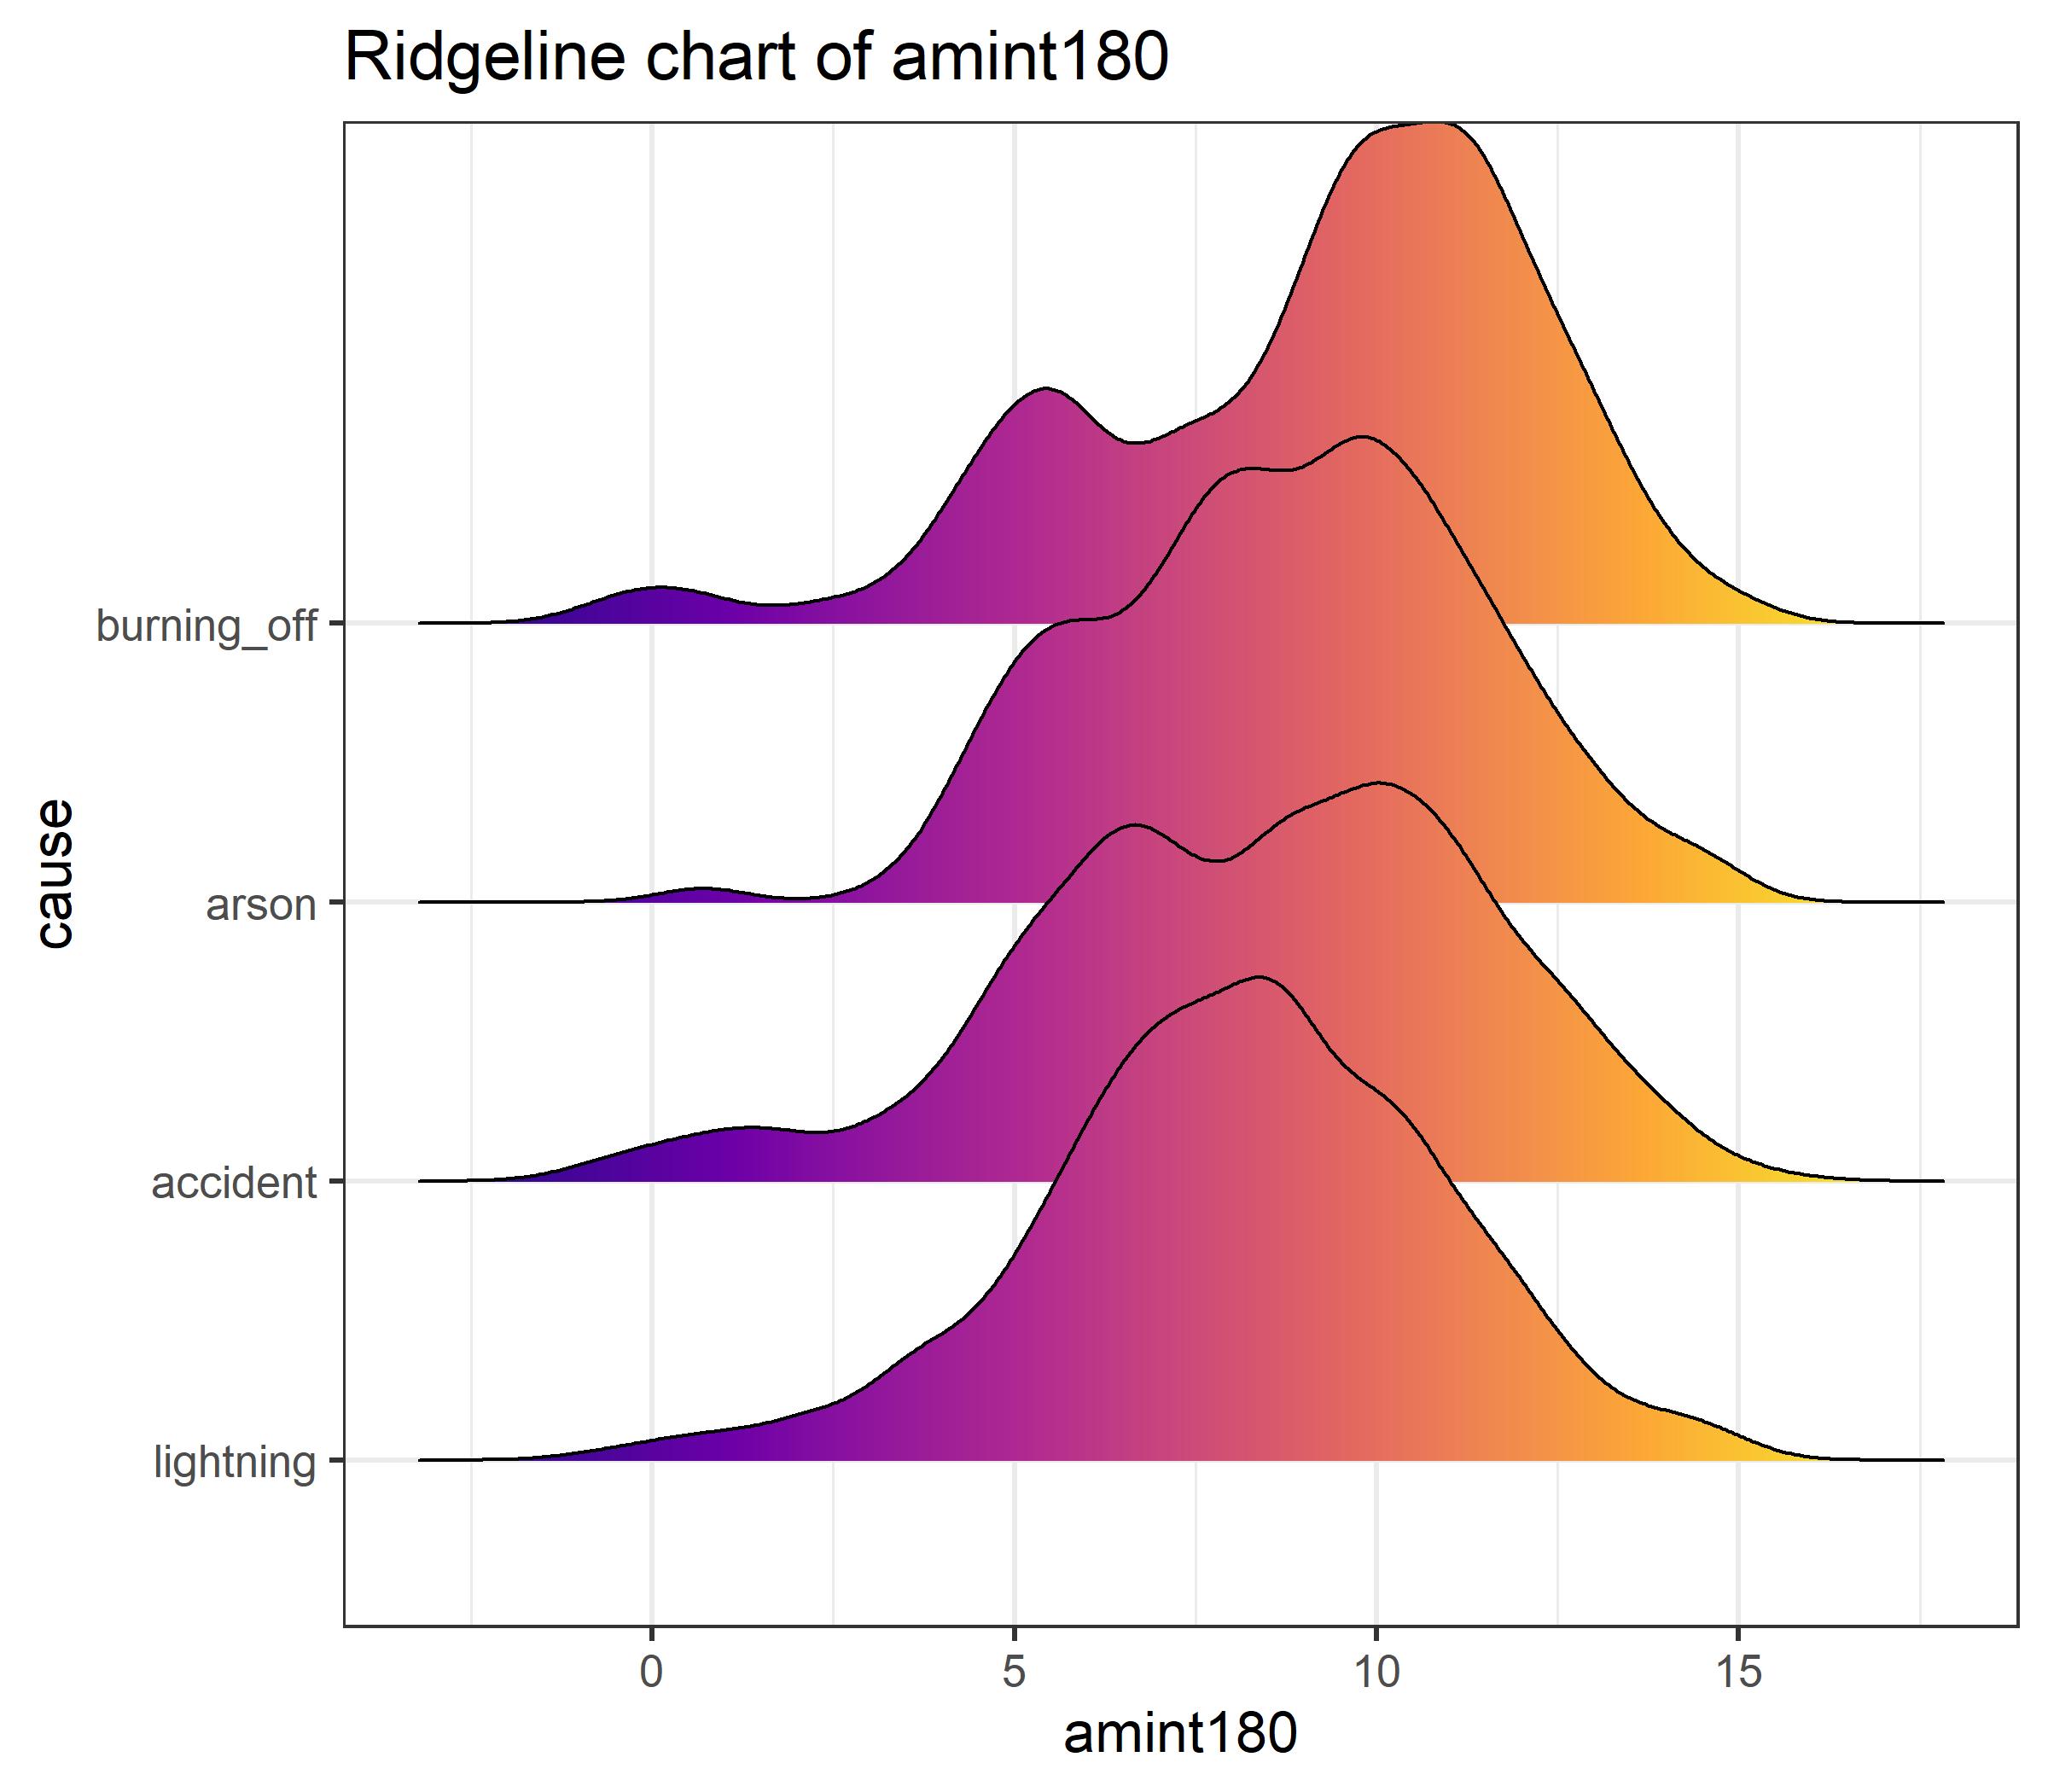 Ridgeline chart of amint180
cause
burning_off
arson
accident
lightning
0 5 10 15
amint180